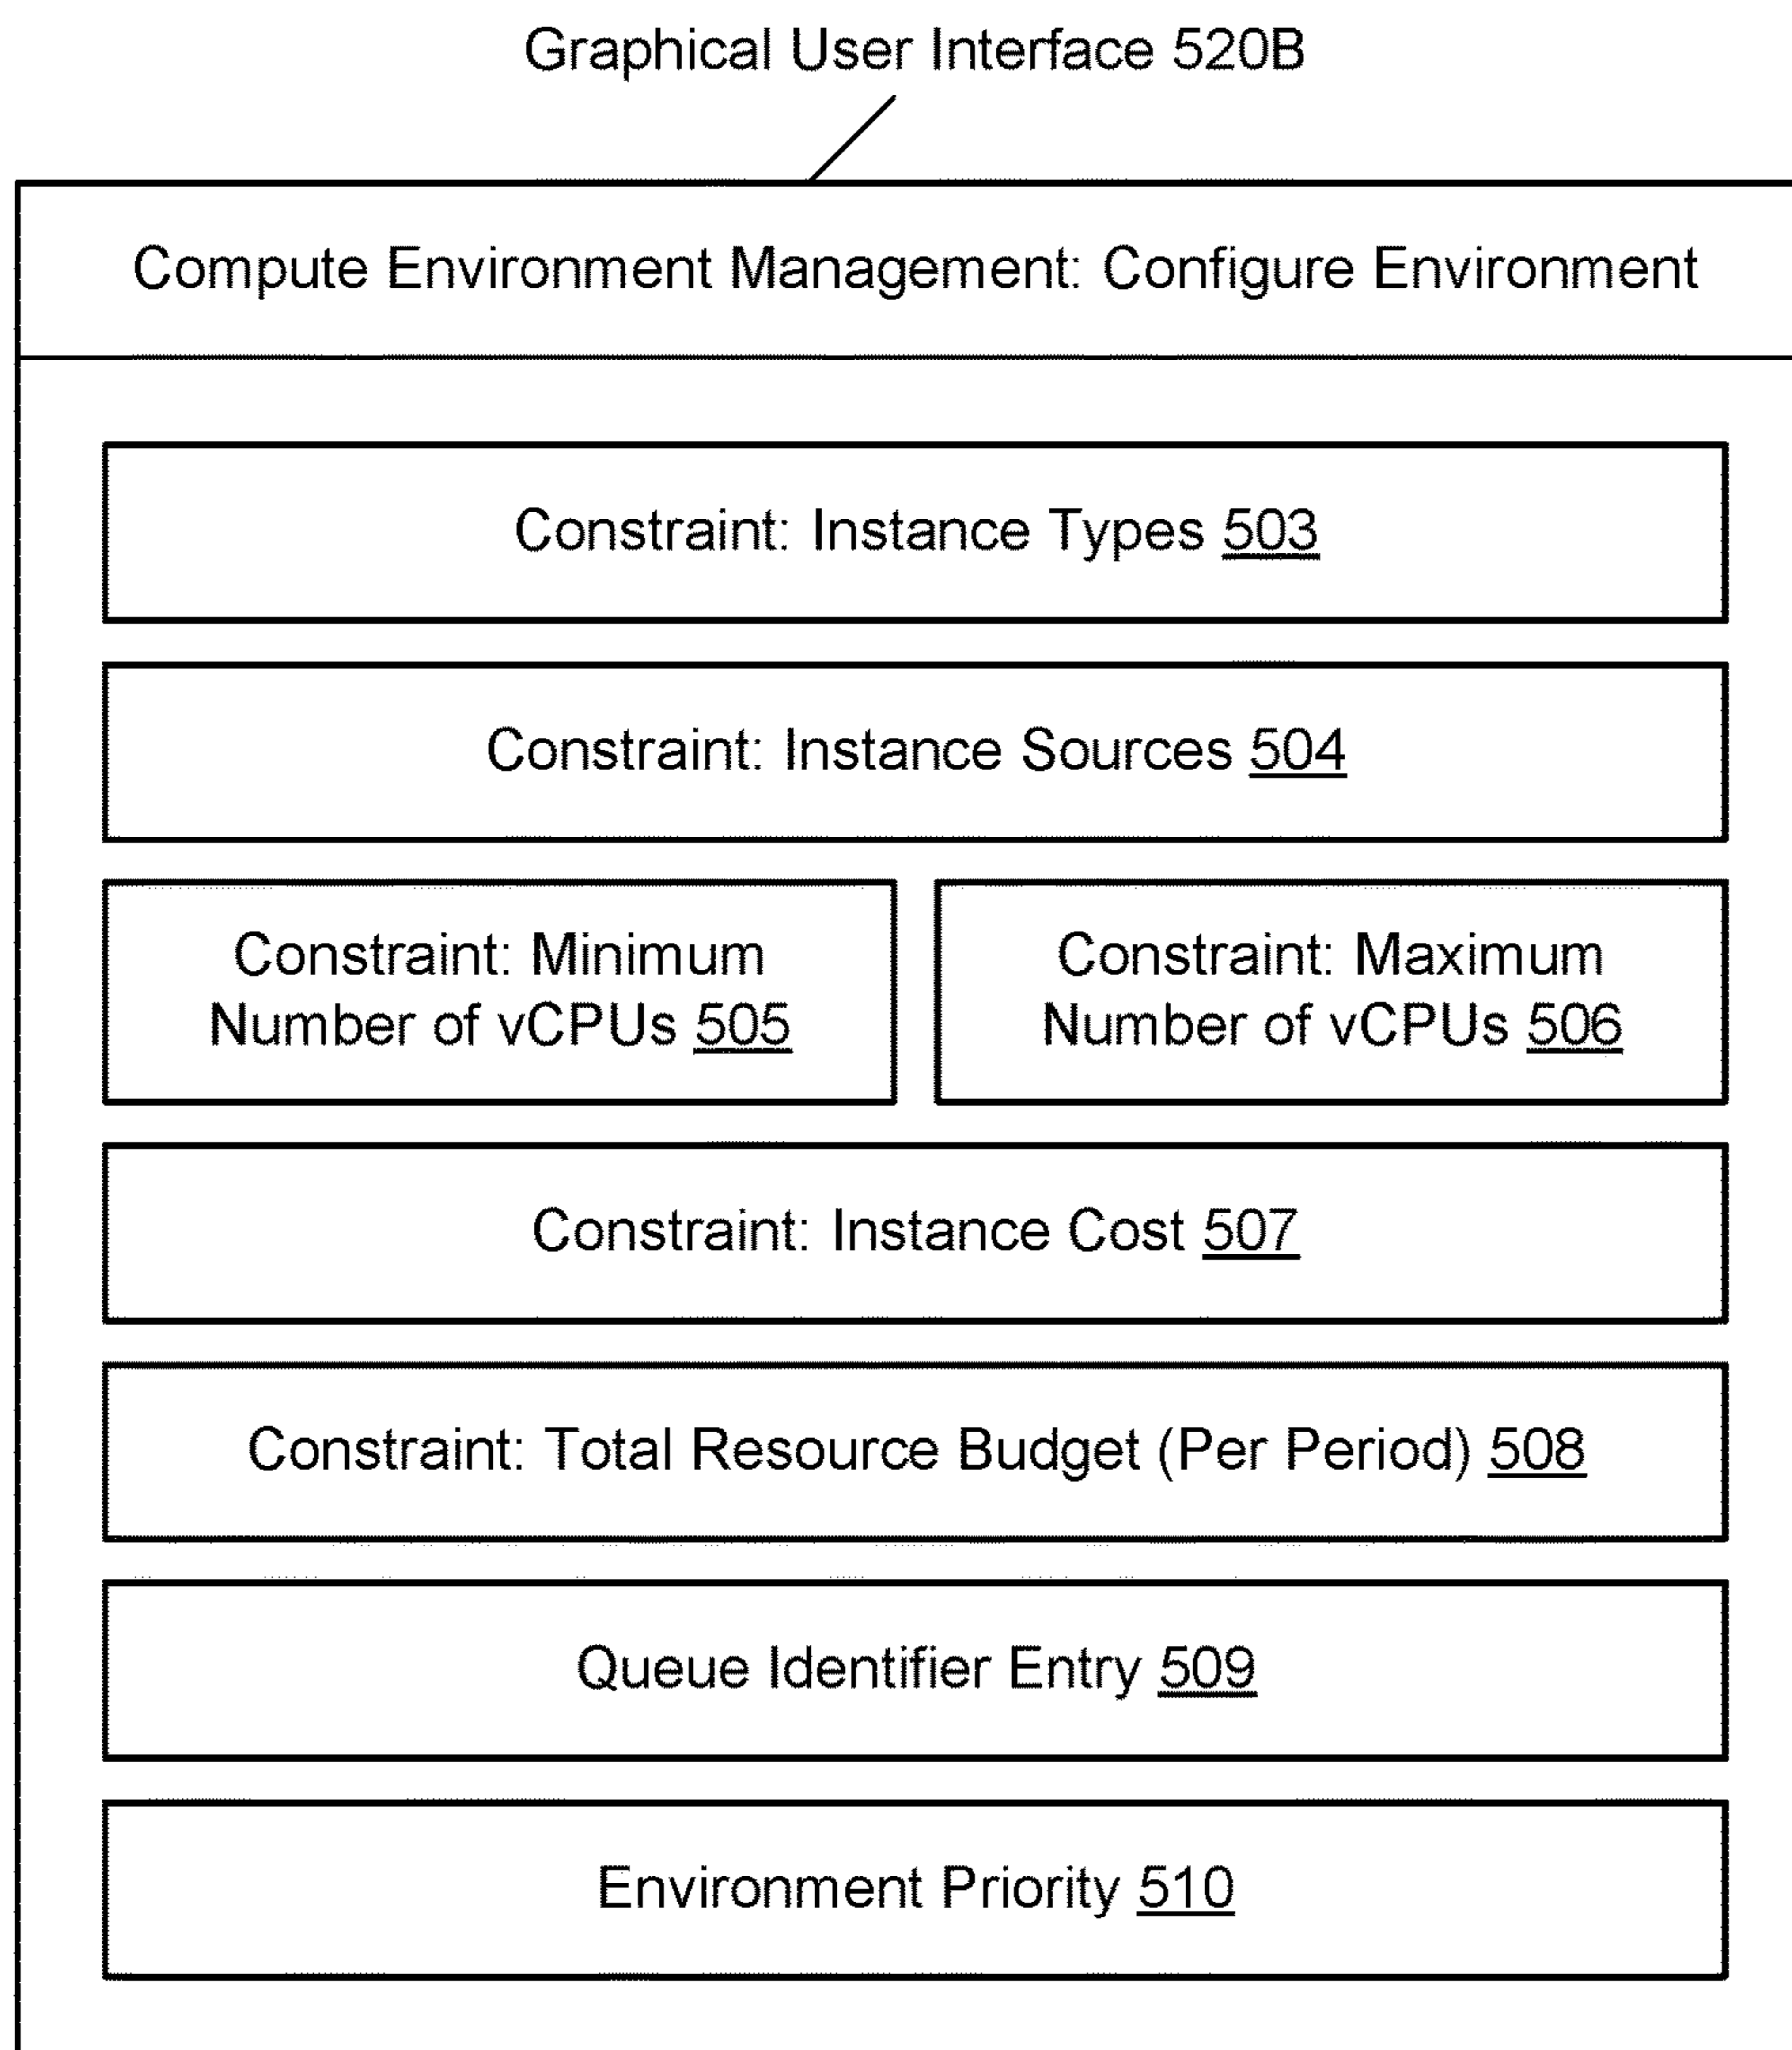 Graphical User Interface 520B
Compute Environment Management: Configure Environment
Constraint: Instance Types 503
Constraint: Instance Sources 504
Constraint: Minimum
Number of vCPUs 505
Constraint: Maximum
Number of vCPUs 506
Constraint: Instance Cost 507
Constraint: Total Resource Budget (Per Period) 508
Queue Identifier Entry 509
Environment Priority 510